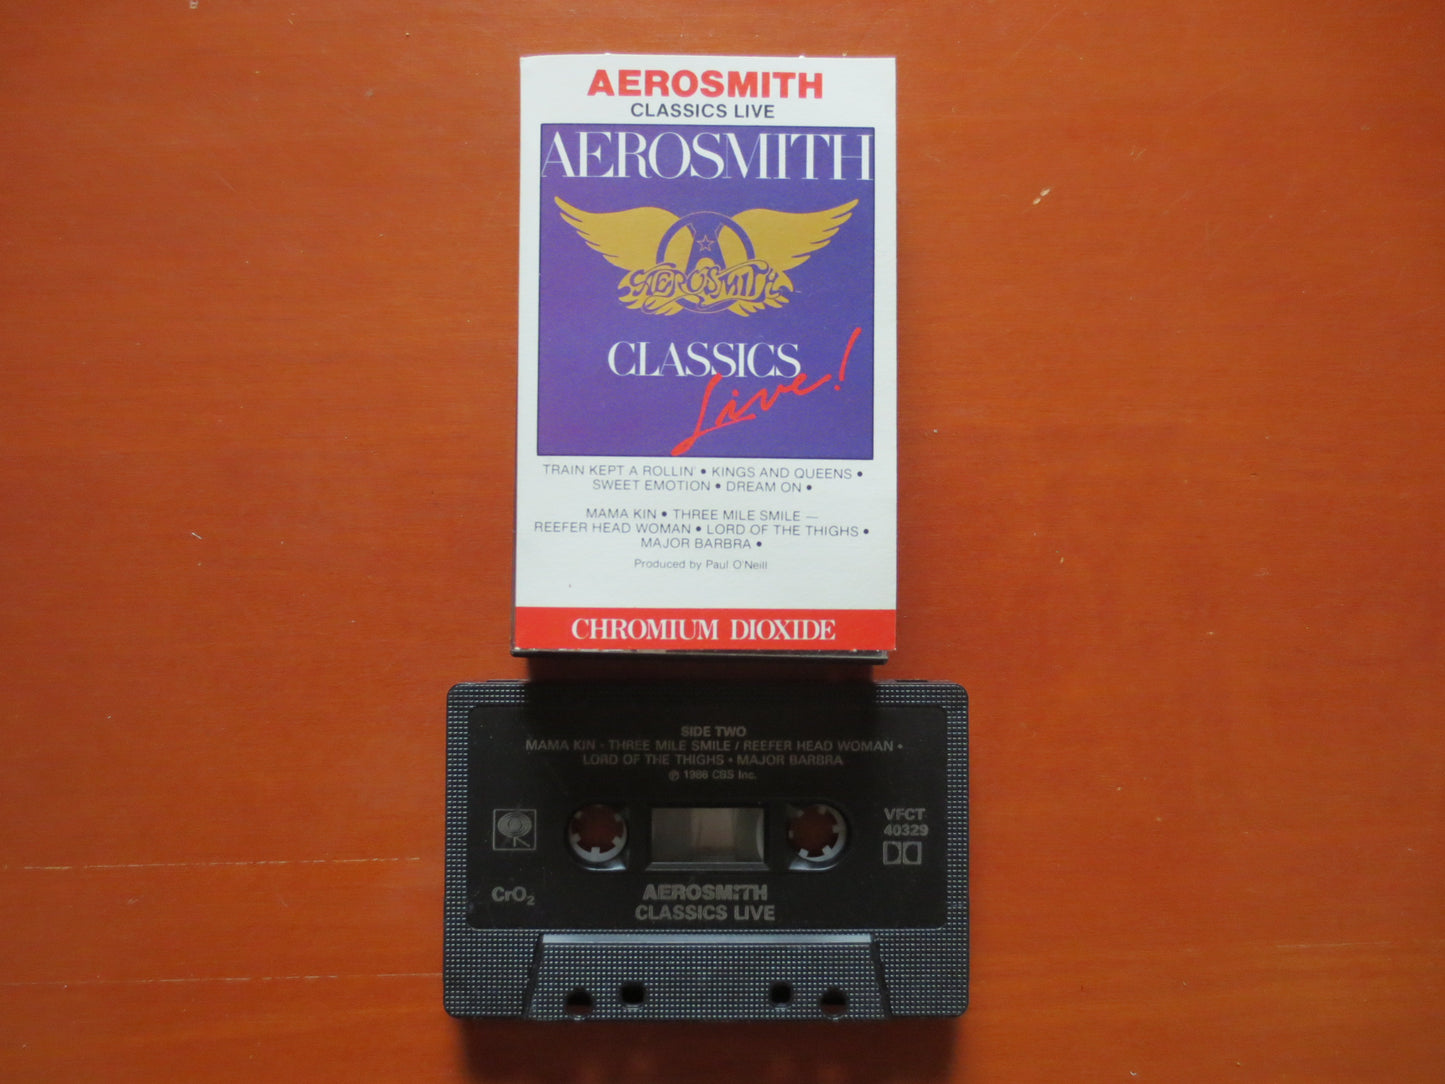 AEROSMITH
CLASSICS LIVE
AEROSMITH
AEROSMITH
CLASSICS
Live!
TRAIN KEPT A ROLLIN' • KINGS AND QUEENS •
SWEET EMOTION • DREAM ON •
MAMA KIN • THREE MILE SMILE —
REEFER HEAD WOMAN • LORD OF THE THIGHS •
MAJOR BARBRA •
Produced by Paul O'Neill
CHROMIUM DIOXIDE
SIDE TWO
MAMA KIN • THREE MILE SMILE / REEFER HEAD WOMAN •
LORD OF THE THIGHS • MAJOR BARBRA
℗ 1986 CBS Inc.
VFCT
40329
CrO₂
AEROSMITH
CLASSICS LIVE